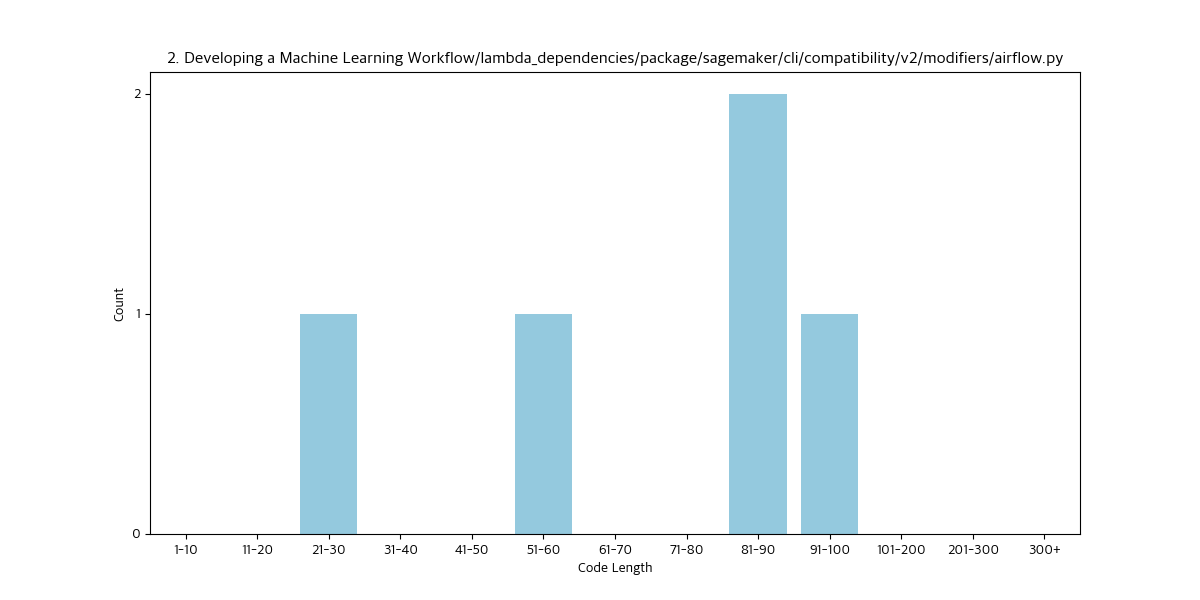 2. Developing a Machine Learning Workflow/lambda_dependencies/package/sagemaker/cli/compatibility/v2/modifiers/airflow.py
Count
2
1
0
1-10 11-20 21-30 31-40 41-50 51-60 61-70 71-80 81-90 91-100 101-200 201-300 300+
Code Length